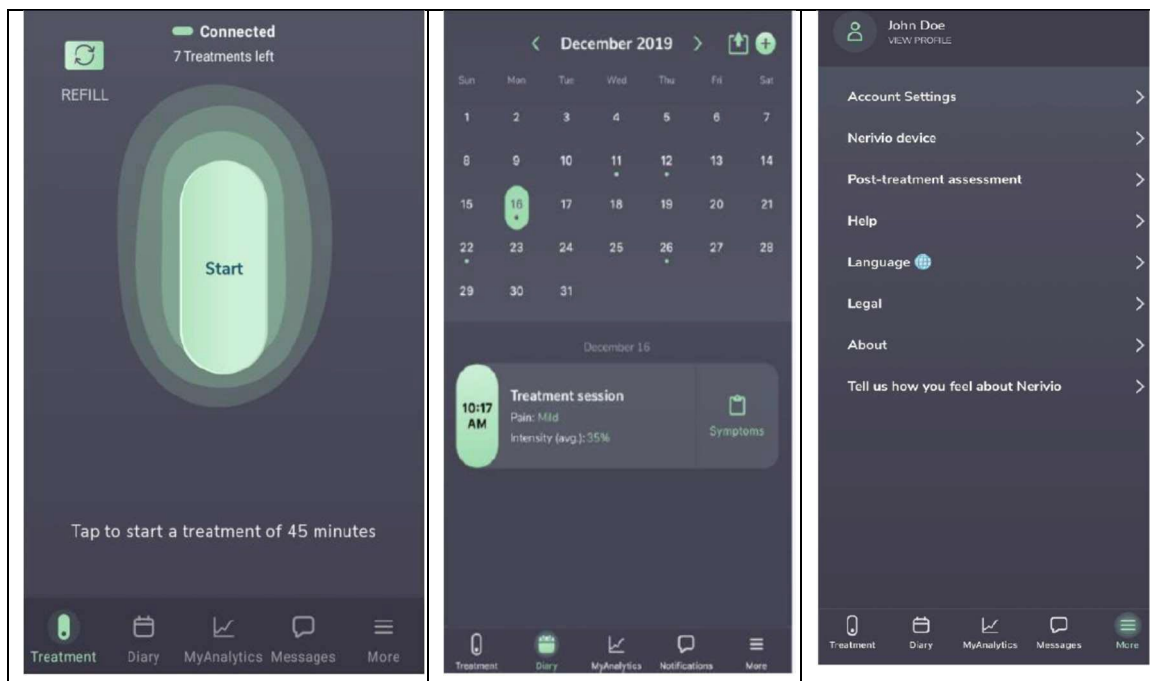 Connected
7 Treatments left
REFILL
Start
Tap to start a treatment of 45 minutes
Treatment Diary MyAnalytics Messages More
December 2019
Sun Mon Tue Wed Thu Fri Sat
1 2 3 4 5 6 7
8 9 10 11 12 13 14
15 16 17 18 19 20 21
22 23 24 25 26 27 28
29 30 31
December 16
10:17 AM
Treatment session
Pain: Mild
Intensity (avg.): 35%
Symptoms
Treatment Diary MyAnalytics Notifications More
John Doe
VIEW PROFILE
Account Settings
Nerivio device
Post-treatment assessment
Help
Language
Legal
About
Tell us how you feel about Nerivio
Treatment Diary MyAnalytics Messages More